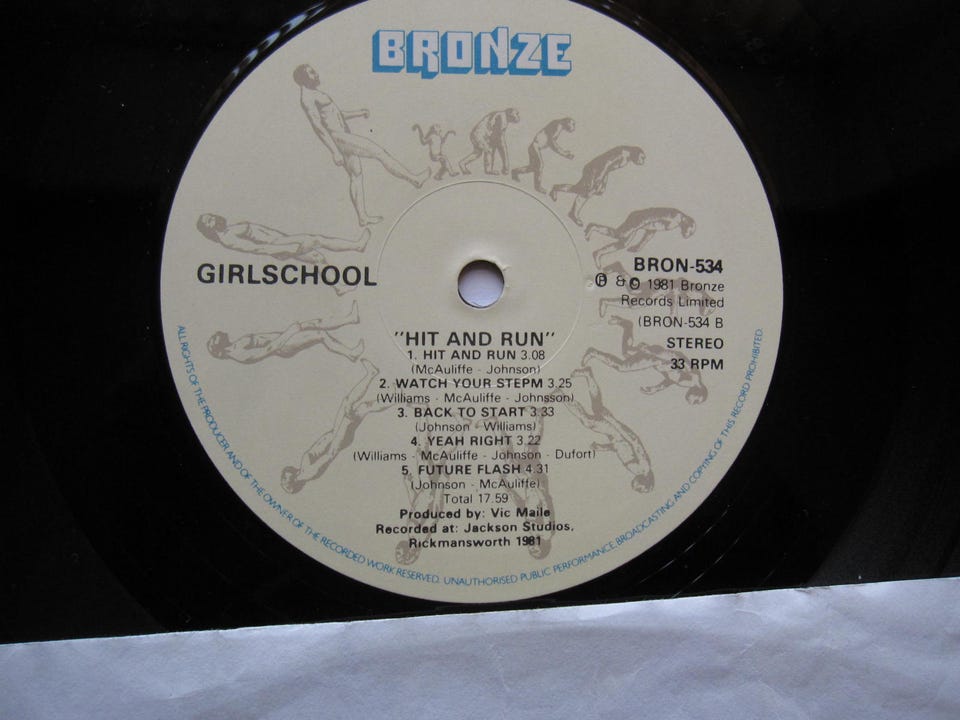 BRONZE
GIRLSCHOOL
BRON-534
℗ & © 1981 Bronze
Records Limited
(BRON-534 B
STEREO
33 RPM
"HIT AND RUN"
1. HIT AND RUN 3.08
(McAuliffe - Johnson)
2. WATCH YOUR STEPM 3.25
(Williams - McAuliffe - Johnsson)
3. BACK TO START 3.33
(Johnson - Williams)
4. YEAH RIGHT 3.22
(Williams - McAuliffe - Johnson - Dufort)
5. FUTURE FLASH 4.31
(Johnson - McAuliffe)
Total 17.59
Produced by: Vic Maile
Recorded at: Jackson Studios,
Rickmansworth 1981
ALL RIGHTS OF THE PRODUCER AND OF THE OWNER OF THE RECORDED WORK RESERVED. UNAUTHORISED PUBLIC PERFORMANCE BROADCASTING AND COPYING OF THIS RECORD PROHIBITED.